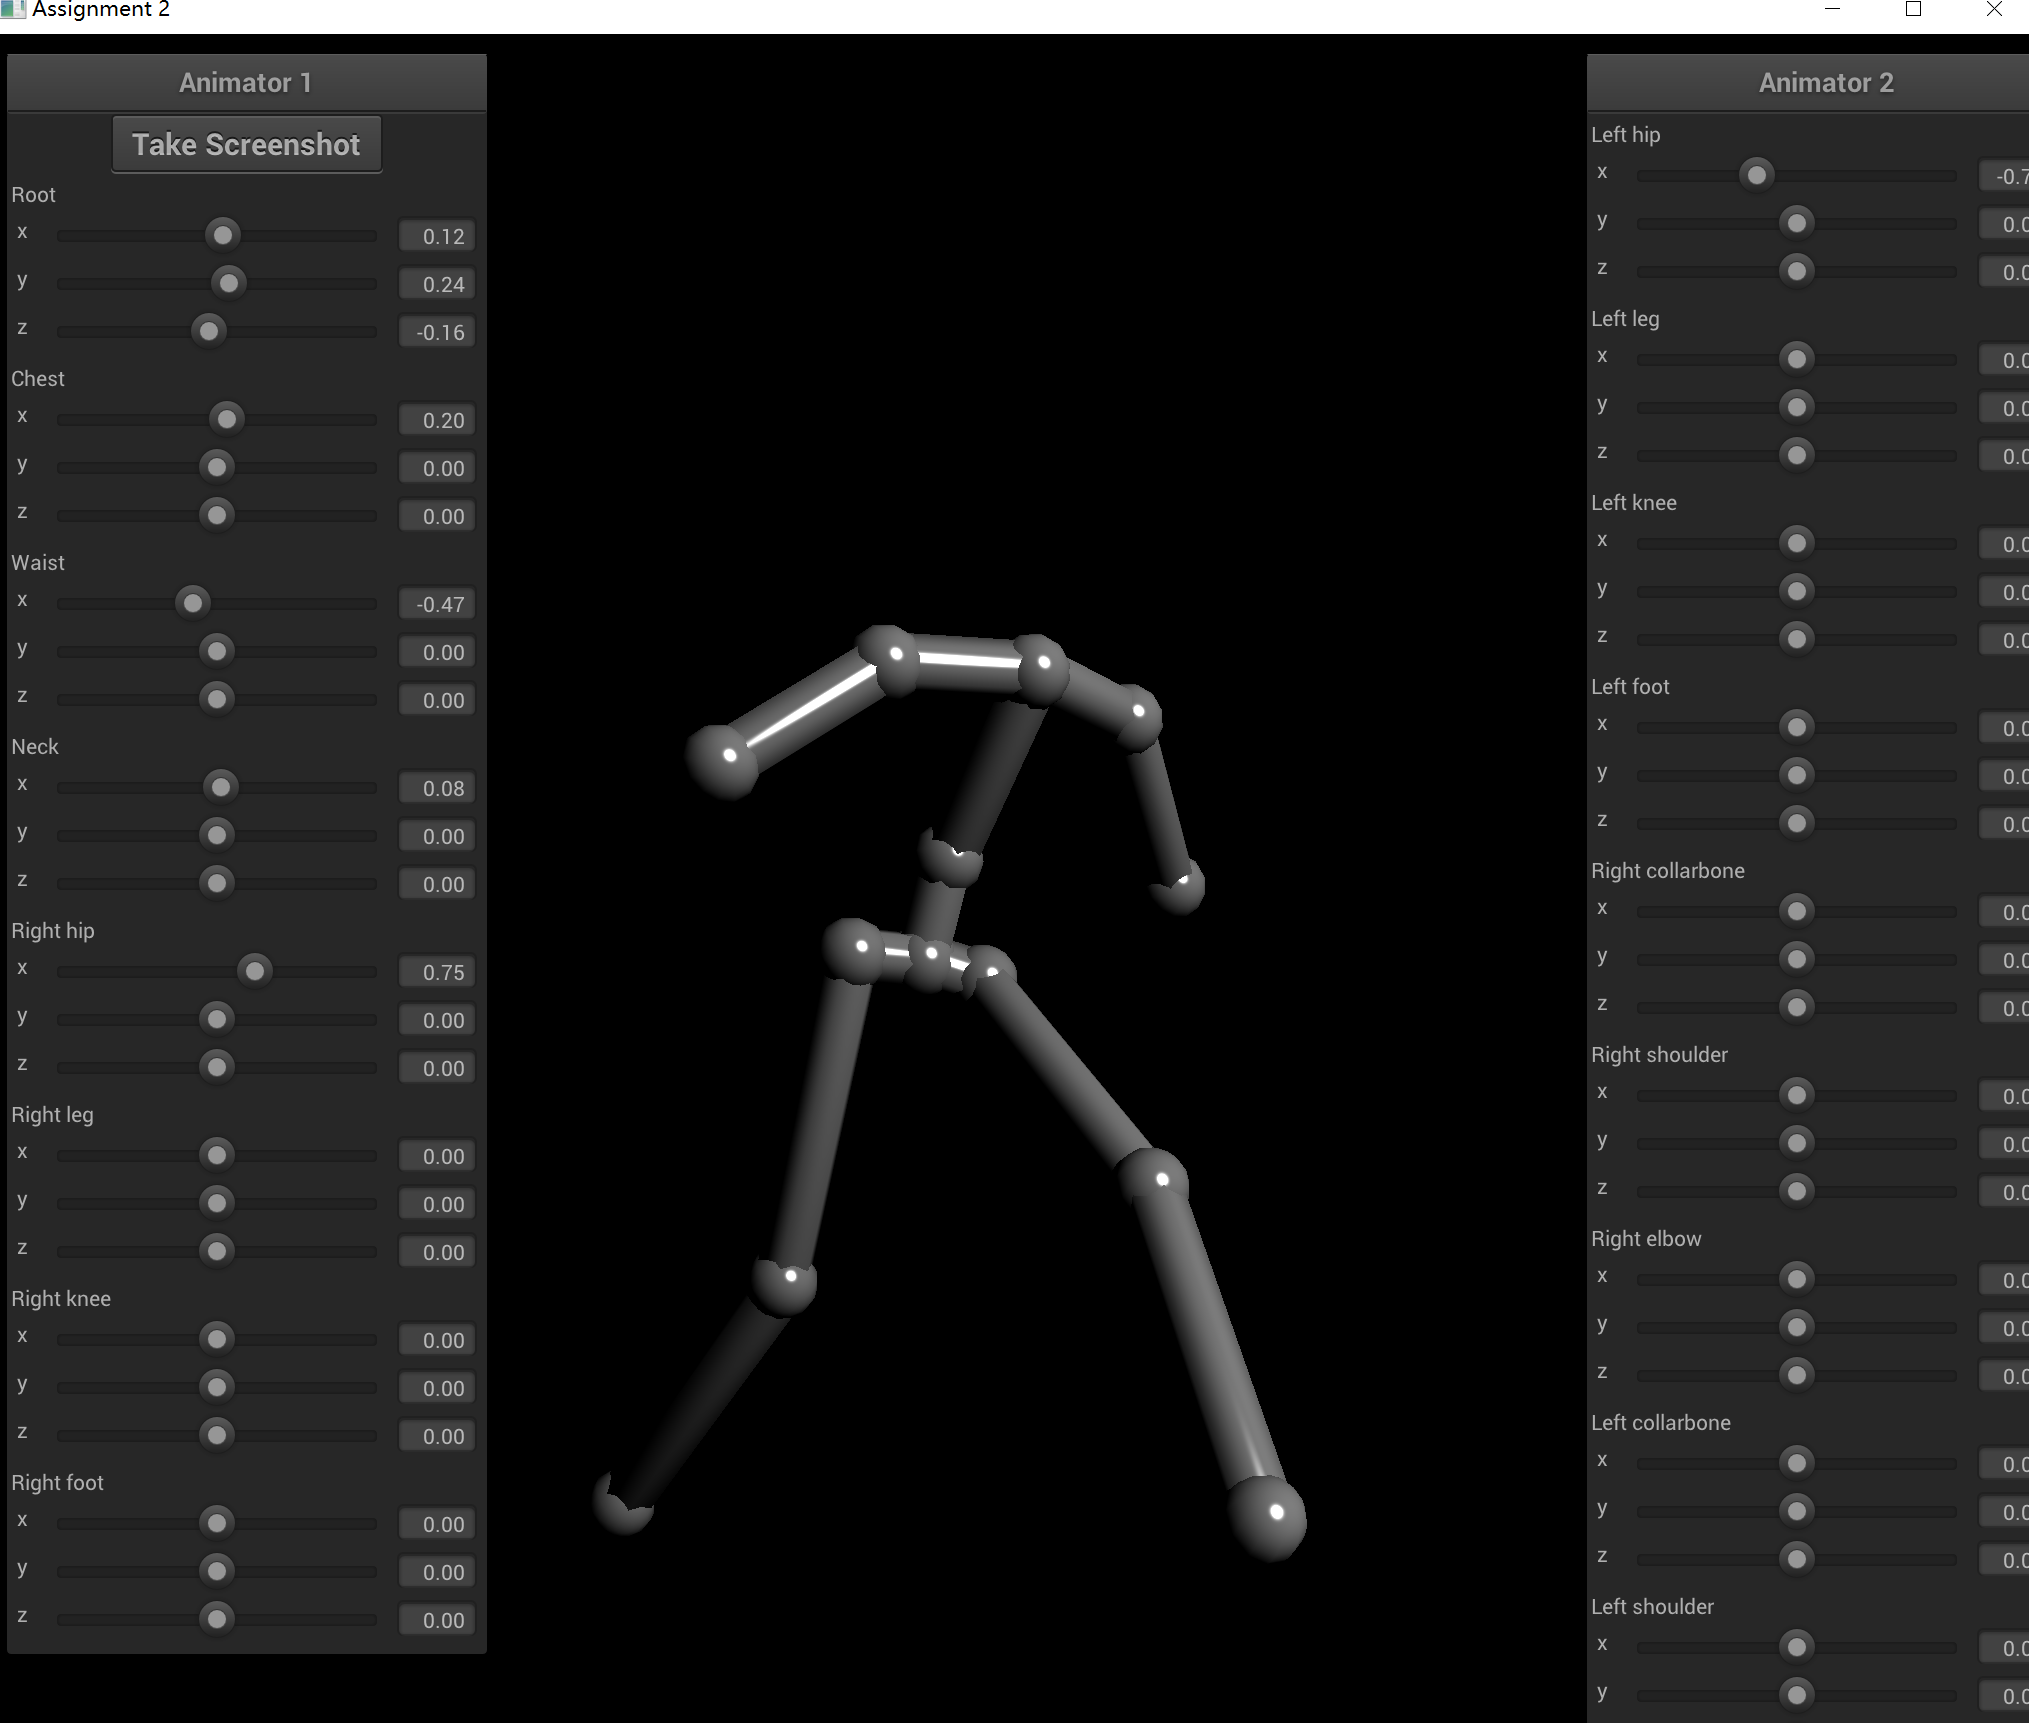 Assignment 2
Animator 1
Take Screenshot
Root
x 0.12
y 0.24
z -0.16
Chest
x 0.20
y 0.00
z 0.00
Waist
x -0.47
y 0.00
z 0.00
Neck
x 0.08
y 0.00
z 0.00
Right hip
x 0.75
y 0.00
z 0.00
Right leg
x 0.00
y 0.00
z 0.00
Right knee
x 0.00
y 0.00
z 0.00
Right foot
x 0.00
y 0.00
z 0.00
Animator 2
Left hip
x -0.7
y 0.0
z 0.0
Left leg
x 0.0
y 0.0
z 0.0
Left knee
x 0.0
y 0.0
z 0.0
Left foot
x 0.0
y 0.0
z 0.0
Right collarbone
x 0.0
y 0.0
z 0.0
Right shoulder
x 0.0
y 0.0
z 0.0
Right elbow
x 0.0
y 0.0
z 0.0
Left collarbone
x 0.0
y 0.0
z 0.0
Left shoulder
x 0.0
y 0.0